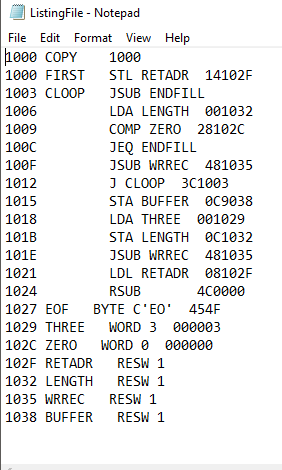 ListingFile - Notepad
File Edit Format View Help
1000 COPY 1000
1000 FIRST STL RETADR 14102F
1003 CLOOP JSUB ENDFILL
1006 LDA LENGTH 001032
1009 COMP ZERO 28102C
100C JEQ ENDFILL
100F JSUB WRREC 481035
1012 J CLOOP 3C1003
1015 STA BUFFER 0C9038
1018 LDA THREE 001029
101B STA LENGTH 0C1032
101E JSUB WRREC 481035
1021 LDL RETADR 08102F
1024 RSUB 4C0000
1027 EOF BYTE C'EO' 454F
1029 THREE WORD 3 000003
102C ZERO WORD 0 000000
102F RETADR RESW 1
1032 LENGTH RESW 1
1035 WRREC RESW 1
1038 BUFFER RESW 1